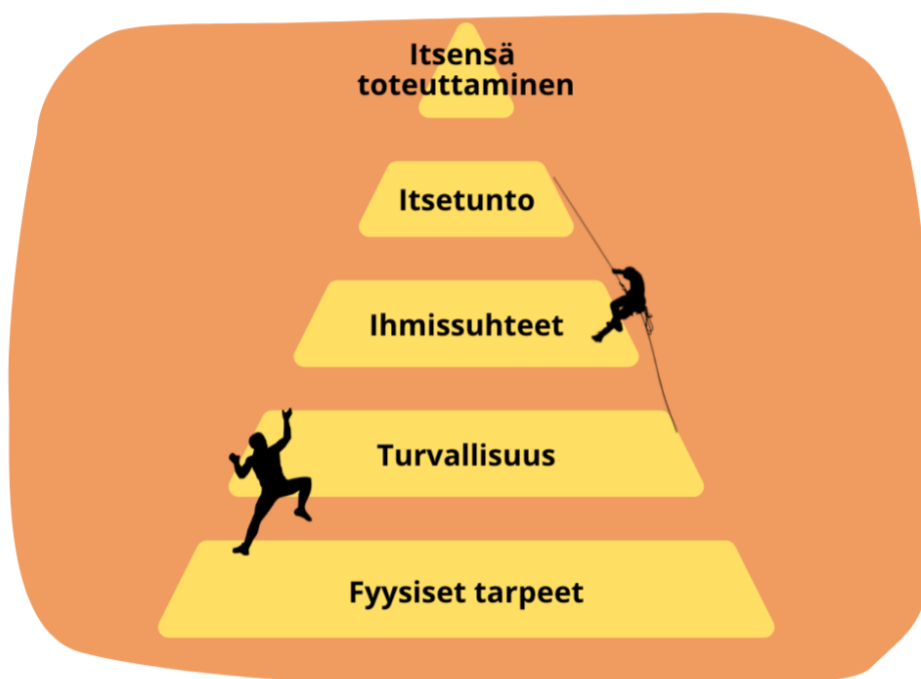 Itsensä
toteuttaminen
Itsetunto
Ihmissuhteet
Turvallisuus
Fyysiset tarpeet